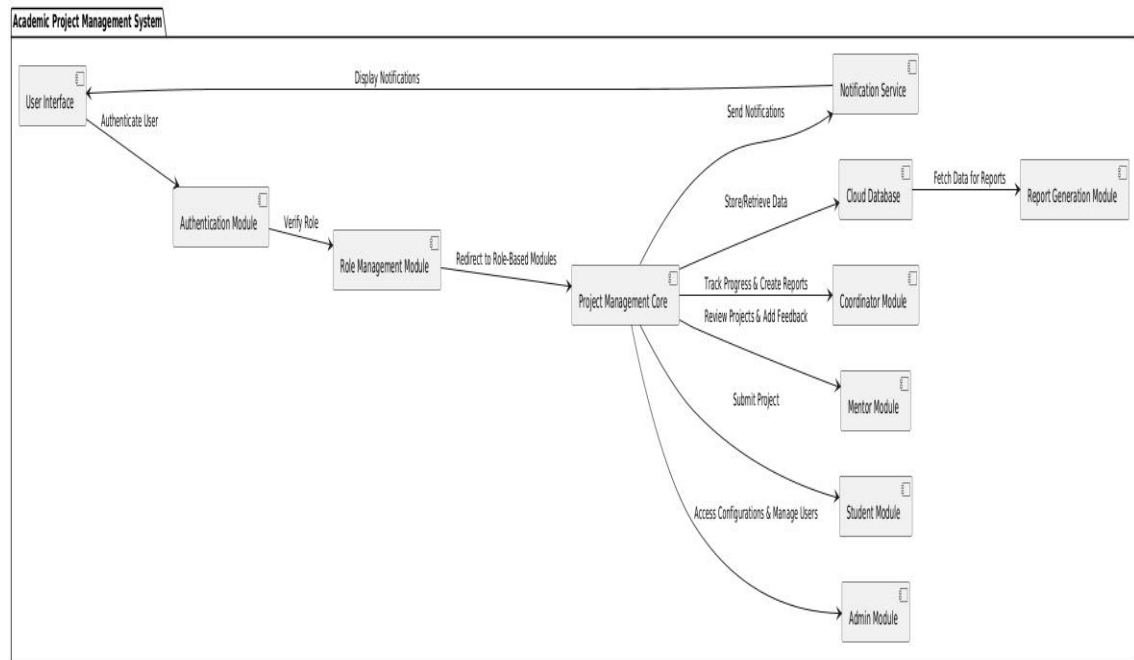 Academic Project Management System
User Interface
Display Notifications
Notification Service
Authenticate User
Send Notifications
Authentication Module
Verify Role
Role Management Module
Redirect to Role-Based Modules
Project Management Core
Store/Retrieve Data
Cloud Database
Fetch Data for Reports
Report Generation Module
Track Progress & Create Reports
Coordinator Module
Review Projects & Add Feedback
Mentor Module
Submit Project
Student Module
Access Configurations & Manage Users
Admin Module